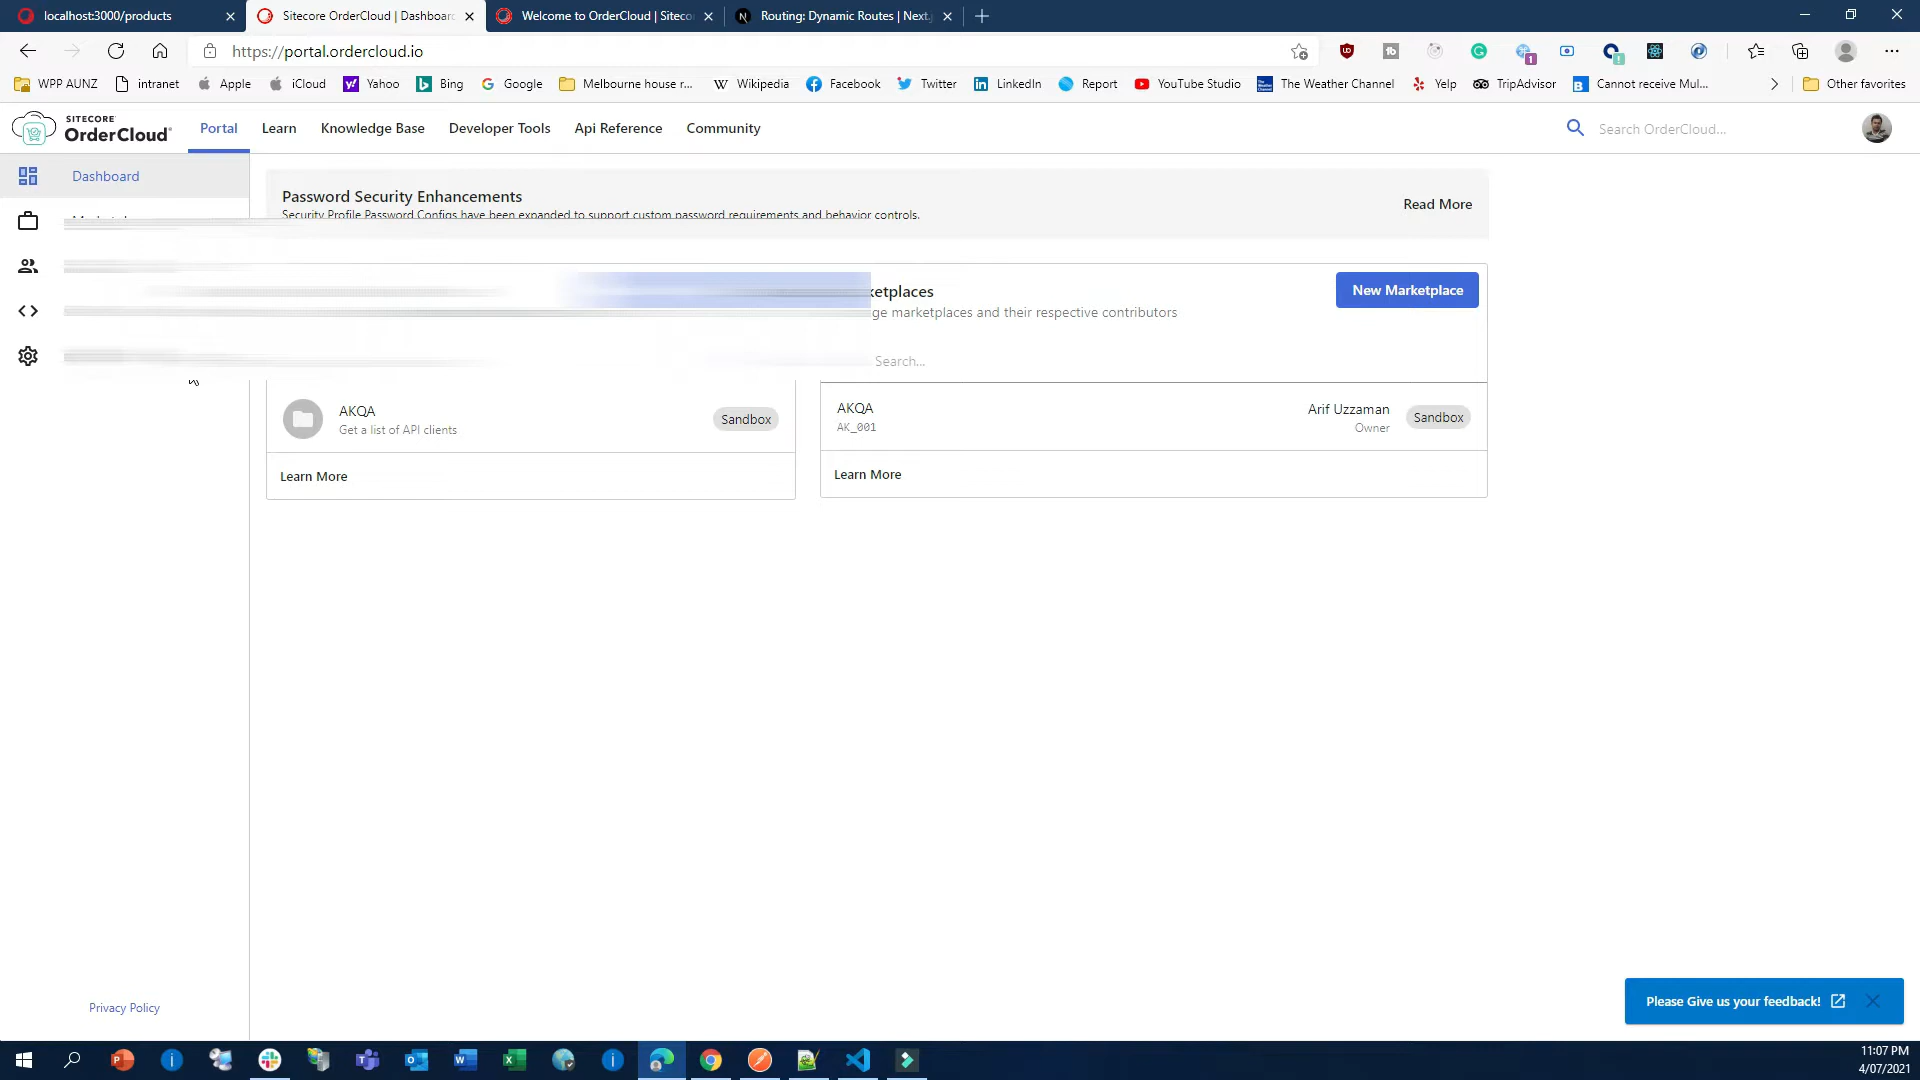 localhost:3000/products
Sitecore OrderCloud | Dashboard
Welcome to OrderCloud | Siteco
Routing: Dynamic Routes | Next.
https://portal.ordercloud.io
WPP AUNZ
intranet
Apple
iCloud
Yahoo
Bing
Google
Melbourne house r...
Wikipedia
Facebook
Twitter
LinkedIn
Report
YouTube Studio
The Weather Channel
Yelp
TripAdvisor
Cannot receive Mul...
Other favorites
SITECORE
OrderCloud
Portal
Learn
Knowledge Base
Developer Tools
Api Reference
Community
Search OrderCloud...
Dashboard
Password Security Enhancements
Security Profile Password Configs have been expanded to support custom password requirements and behavior controls.
Read More
ketplaces
ge marketplaces and their respective contributors
New Marketplace
Search...
AKQA
Get a list of API clients
Sandbox
Learn More
AKQA
AK_001
Arif Uzzaman
Owner
Sandbox
Learn More
Privacy Policy
Please Give us your feedback!
11:07 PM
4/07/2021